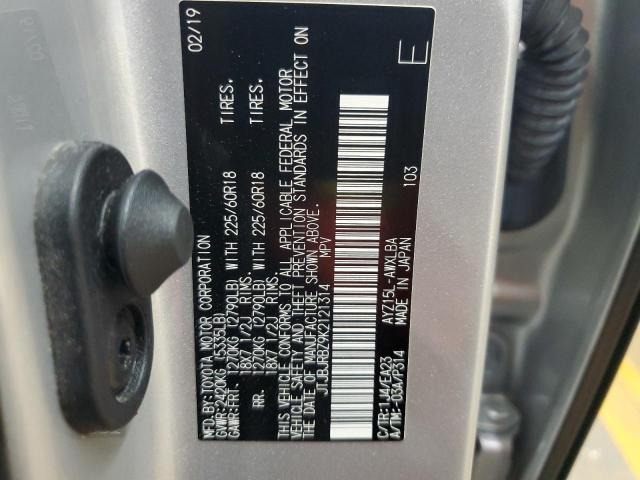 MFD.BY:TOYOTA MOTOR CORPORATION 02/19
GVWR:2420KG (5335LB)
GAWR:FRT. 1270KG (2790LB) WITH 225/60R18 TIRES.
18X7 1/2J RIMS.
RR. 1270KG (2790LB) WITH 225/60R18 TIRES.
18X7 1/2J RIMS.
THIS VEHICLE CONFORMS TO ALL APPLICABLE FEDERAL MOTOR
VEHICLE SAFETY AND THEFT PREVENTION STANDARDS IN EFFECT ON
THE DATE OF MANUFACTURE SHOWN ABOVE.
JTJBJRBZ9K2121314 MPV
C/TR:1J4/EA23 AYZ15L-AWXLBA
A/TM:-03A/P314 MADE IN JAPAN 103
E